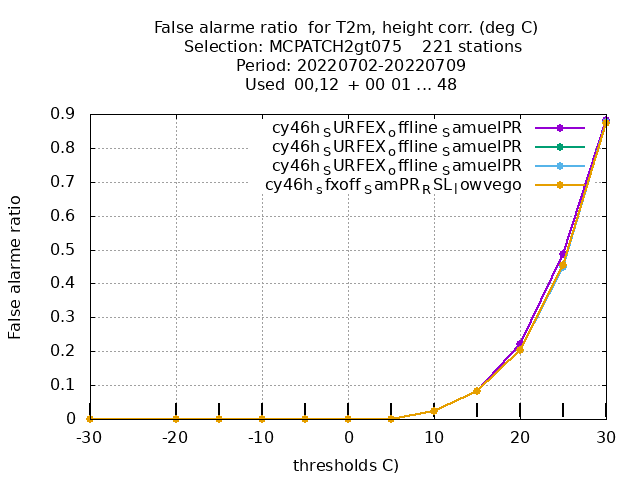 False alarme ratio for T2m, height corr. (deg C)
Selection: MCPATCH2gt075 221 stations
Period: 20220702-20220709
Used 00,12 + 00 01 ... 48
cy46h_SURFEX_offline_SamuelPR
cy46h_SURFEX_offline_SamuelPR
cy46h_SURFEX_offline_SamuelPR
cy46h_sfxoff_SamPR_RSL_lowvego
False alarme ratio
0.9
0.8
0.7
0.6
0.5
0.4
0.3
0.2
0.1
0
-30 -20 -10 0 10 20 30
thresholds C)